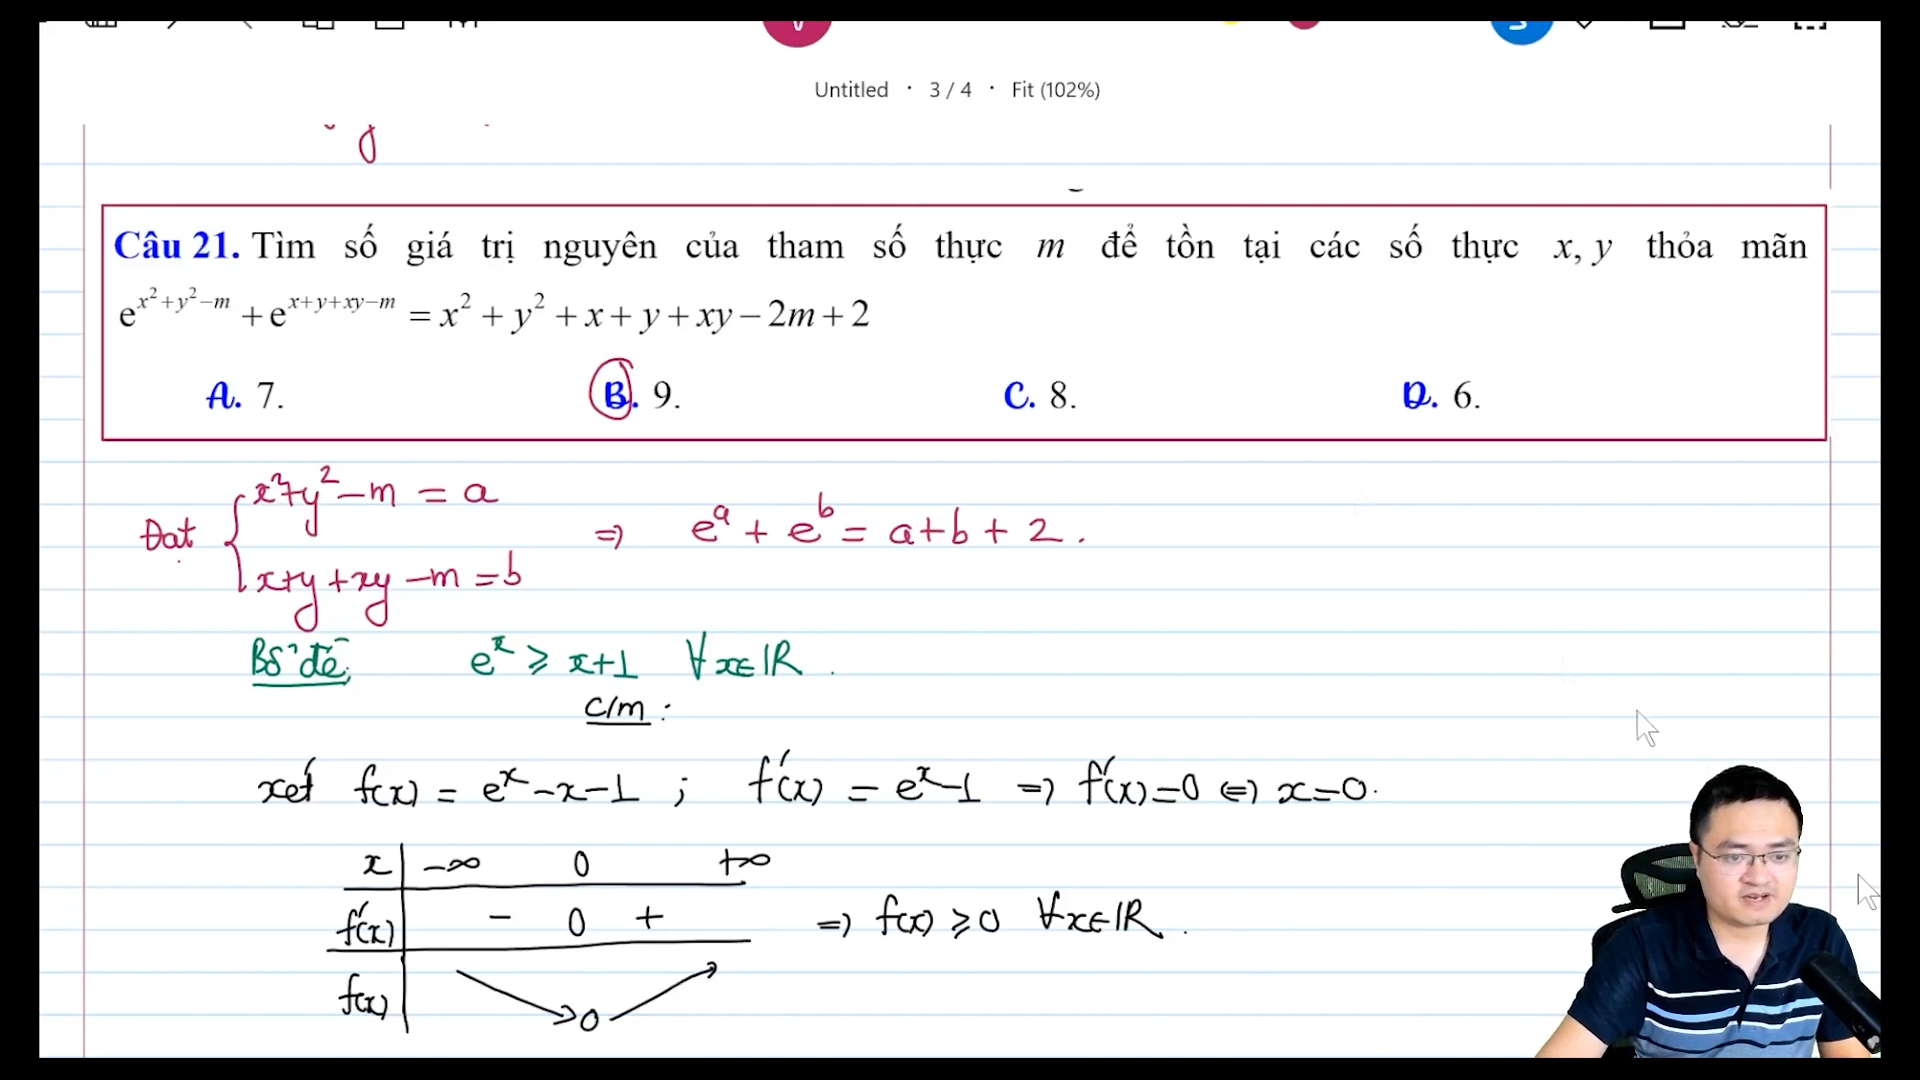 Untitled · 3 / 4 · Fit (102%)
Câu 21. Tìm số giá trị nguyên của tham số thực m để tồn tại các số thực x, y thỏa mãn
e^{x²+y²−m} + e^{x+y+xy−m} = x² + y² + x + y + xy − 2m + 2
A. 7. B. 9. C. 8. D. 6.
Đặt { x²+y²−m = a
x+y+xy−m = b
⇒ e^a + e^b = a+b+2.
Bổ đề: e^x ⩾ x+1 ∀x∈ℝ.
C/m:
xét f(x) = e^x −x−1 ; f'(x) = e^x−1 ⇒ f'(x)=0 ⇔ x=0.
x −∞ 0 +∞
f'(x) − 0 + ⇒ f(x) ⩾ 0 ∀x∈ℝ.
f(x) 0